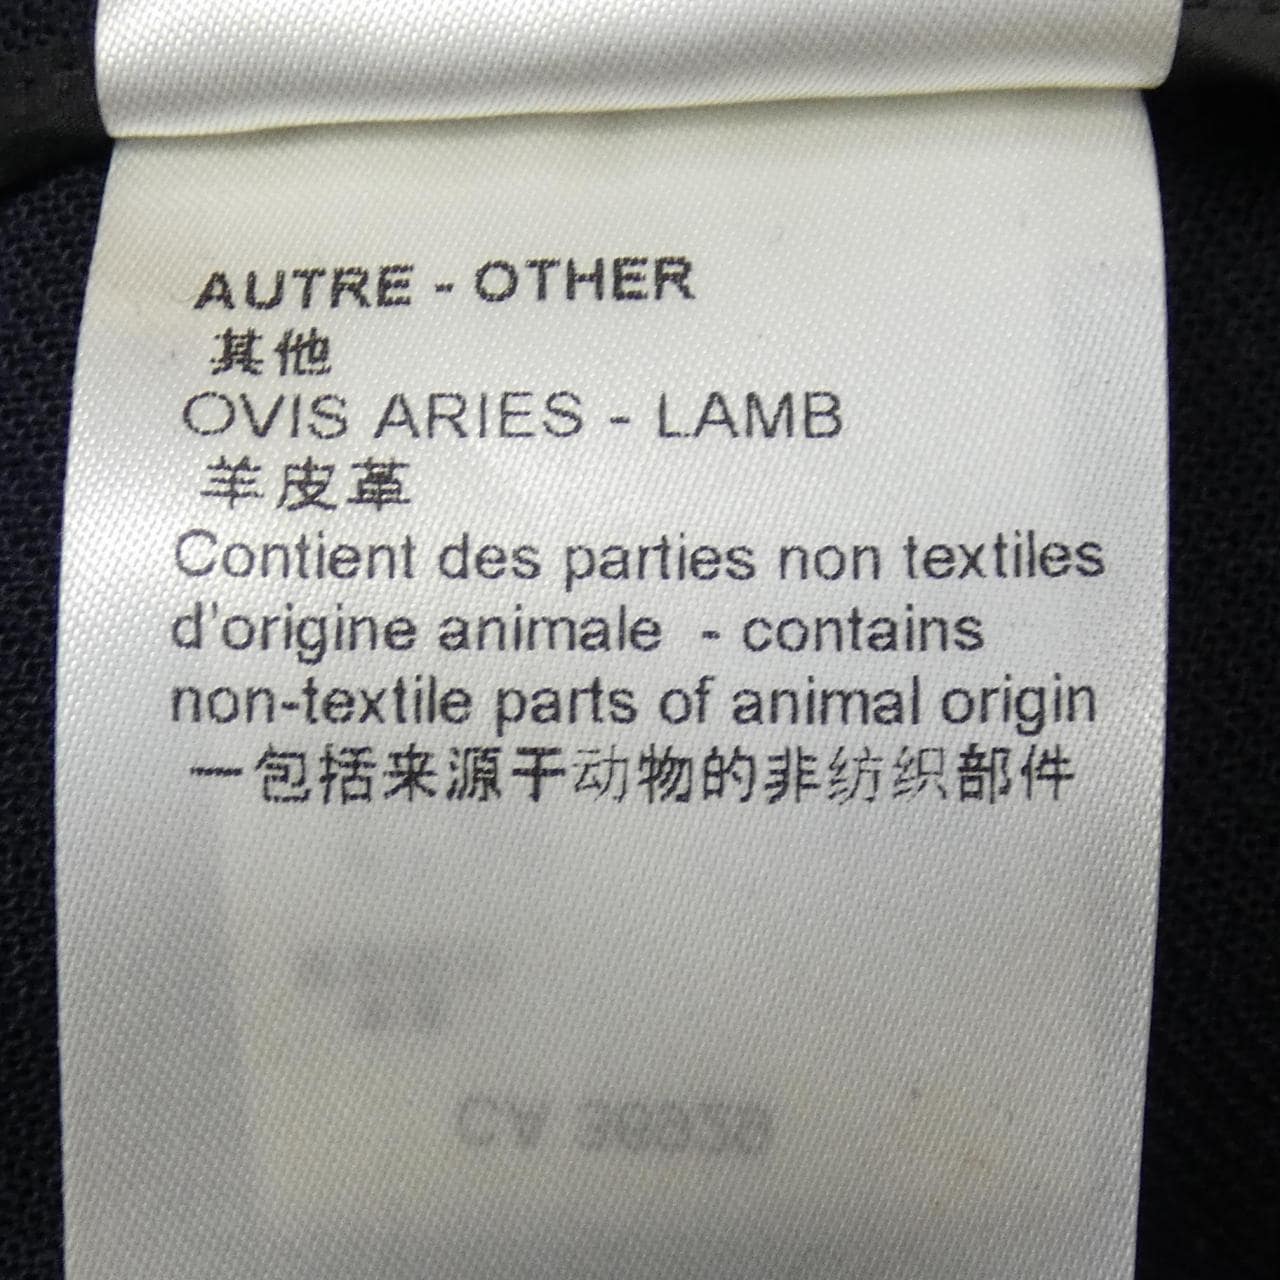 AUTRE - OTHER
其他
OVIS ARIES - LAMB
羊皮革
Contient des parties non textiles
d'origine animale - contains
non-textile parts of animal origin
一包括来源于动物的非纺织部件